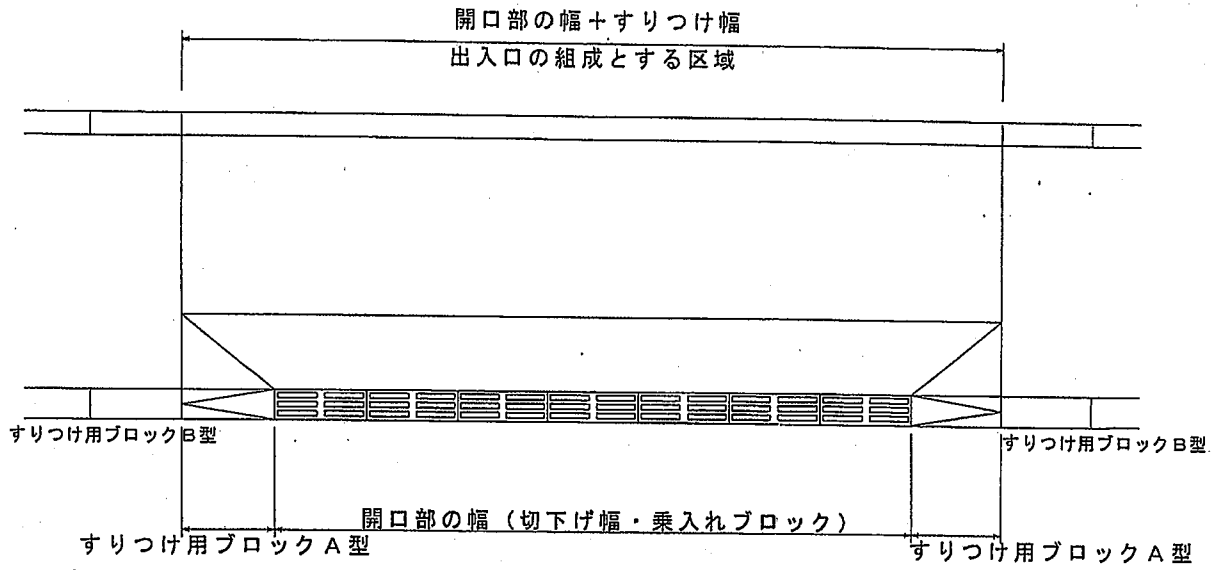 開口部の幅+すりつけ幅
出入口の組成とする区域
すりつけ用ブロックB型
すりつけ用ブロックB型
開口部の幅(切下げ幅・乗入れブロック)
すりつけ用ブロックA型
すりつけ用ブロックA型